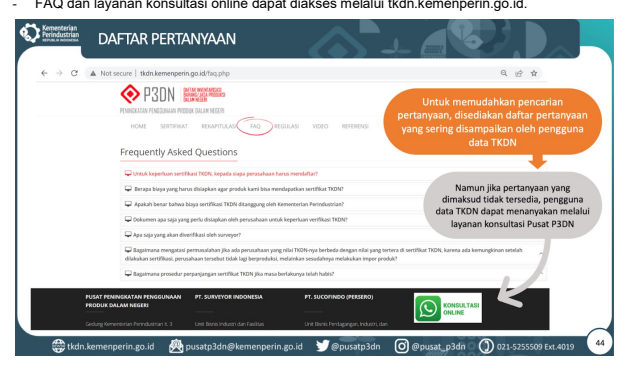 - FAQ dan layanan konsultasi online dapat diakses melalui tkdn.kemenperin.go.id.
Kementerian
Perindustrian
REPUBLIK INDONESIA
DAFTAR PERTANYAAN
Not secure | tkdn.kemenperin.go.id/faq.php
P3DN
DAFTAR INVENTARISASI
BARANG/JASA PRODUKSI
DALAM NEGERI
PENINGKATAN PENGGUNAAN PRODUK DALAM NEGERI
HOME SERTIFIKAT REKAPITULASI FAQ REGULASI VIDEO REFERENSI
Frequently Asked Questions
Untuk keperluan sertifikasi TKDN, kepada siapa perusahaan harus mendaftar?
Berapa biaya yang harus disiapkan agar produk kami bisa mendapatkan sertifikat TKDN?
Apakah benar bahwa biaya sertifikasi TKDN ditanggung oleh Kementerian Perindustrian?
Dokumen apa saja yang perlu disiapkan oleh perusahaan untuk keperluan verifikasi TKDN?
Apa saja yang akan diverifikasi oleh surveyor?
Bagaimana mengatasi permasalahan jika ada perusahaan yang nilai TKDN-nya berbeda dengan nilai yang tertera di sertifikat TKDN, karena ada kemungkinan setelah
dilakukan sertifikasi, perusahaan tersebut tidak lagi berproduksi, melainkan sesudahnya melakukan impor produk?
Bagaimana prosedur perpanjangan sertifikat TKDN jika masa berlakunya telah habis?
Untuk memudahkan pencarian
pertanyaan, disediakan daftar pertanyaan
yang sering disampaikan oleh pengguna
data TKDN
Namun jika pertanyaan yang
dimaksud tidak tersedia, pengguna
data TKDN dapat menanyakan melalui
layanan konsultasi Pusat P3DN
PUSAT PENINGKATAN PENGGUNAAN
PRODUK DALAM NEGERI
Gedung Kementerian Perindustrian lt. 3
PT. SURVEYOR INDONESIA
Unit Bisnis Industri dan Fasilitas
PT. SUCOFINDO (PERSERO)
Unit Bisnis Perdagangan, Industri, dan
KONSULTASI
ONLINE
tkdn.kemenperin.go.id pusatp3dn@kemenperin.go.id @pusatp3dn @pusat_p3dn 021-5255509 Ext.4019
44